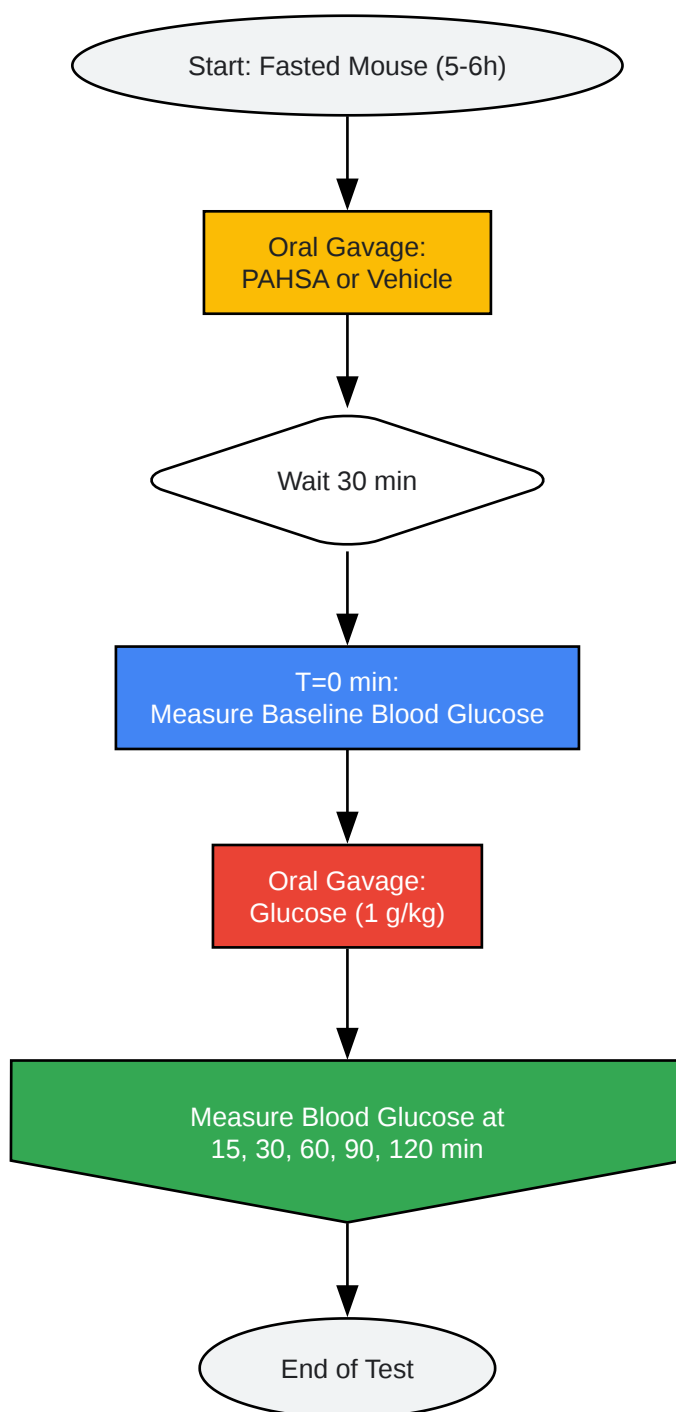 Start: Fasted Mouse (5-6h)
Oral Gavage:
PAHSA or Vehicle
Wait 30 min
T=0 min:
Measure Baseline Blood Glucose
Oral Gavage:
Glucose (1 g/kg)
Measure Blood Glucose at
15, 30, 60, 90, 120 min
End of Test